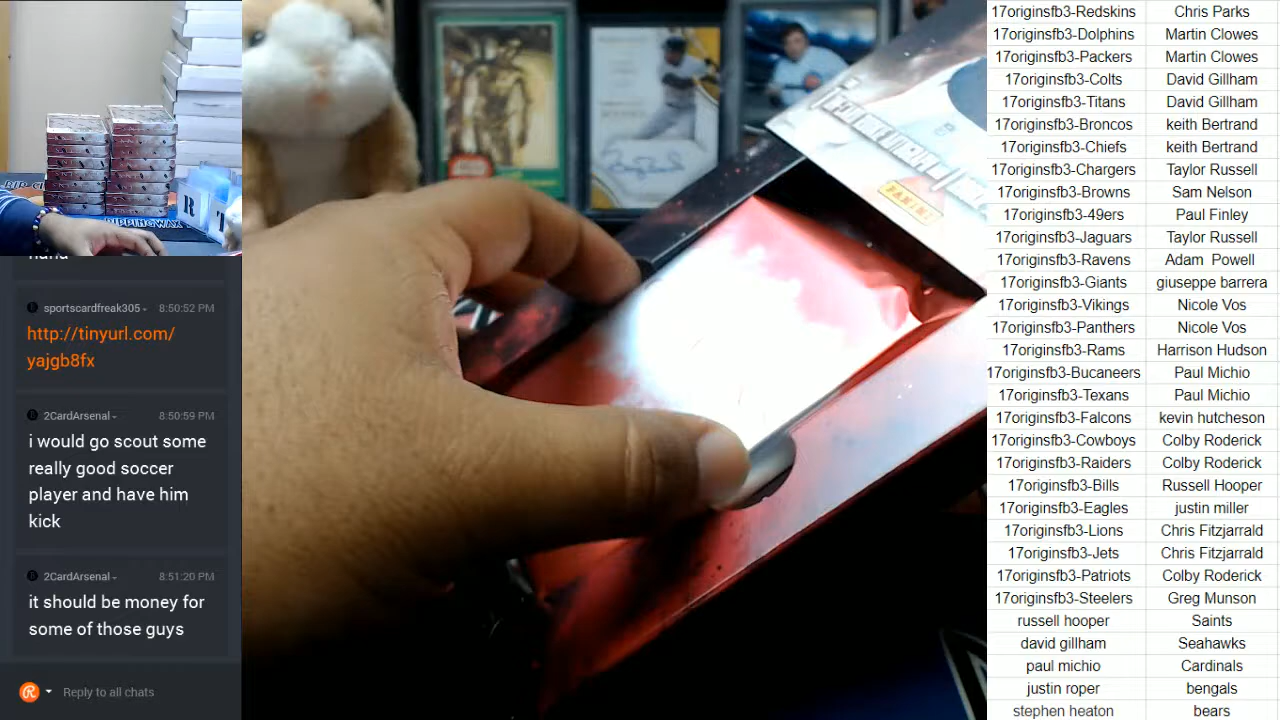 sportscardfreak305 8:50:52 PM
http://tinyurl.com/
yajgb8fx
2CardArsenal 8:50:59 PM
i would go scout some
really good soccer
player and have him
kick
2CardArsenal 8:51:20 PM
it should be money for
some of those guys
Reply to all chats
PANINI
R
RIPPINGWAX
17originsfb3-Redskins Chris Parks
17originsfb3-Dolphins Martin Clowes
17originsfb3-Packers Martin Clowes
17originsfb3-Colts David Gillham
17originsfb3-Titans David Gillham
17originsfb3-Broncos keith Bertrand
17originsfb3-Chiefs keith Bertrand
17originsfb3-Chargers Taylor Russell
17originsfb3-Browns Sam Nelson
17originsfb3-49ers Paul Finley
17originsfb3-Jaguars Taylor Russell
17originsfb3-Ravens Adam Powell
17originsfb3-Giants giuseppe barrera
17originsfb3-Vikings Nicole Vos
17originsfb3-Panthers Nicole Vos
17originsfb3-Rams Harrison Hudson
17originsfb3-Bucaneers Paul Michio
17originsfb3-Texans Paul Michio
17originsfb3-Falcons kevin hutcheson
17originsfb3-Cowboys Colby Roderick
17originsfb3-Raiders Colby Roderick
17originsfb3-Bills Russell Hooper
17originsfb3-Eagles justin miller
17originsfb3-Lions Chris Fitzjarrald
17originsfb3-Jets Chris Fitzjarrald
17originsfb3-Patriots Colby Roderick
17originsfb3-Steelers Greg Munson
russell hooper Saints
david gillham Seahawks
paul michio Cardinals
justin roper bengals
stephen heaton bears